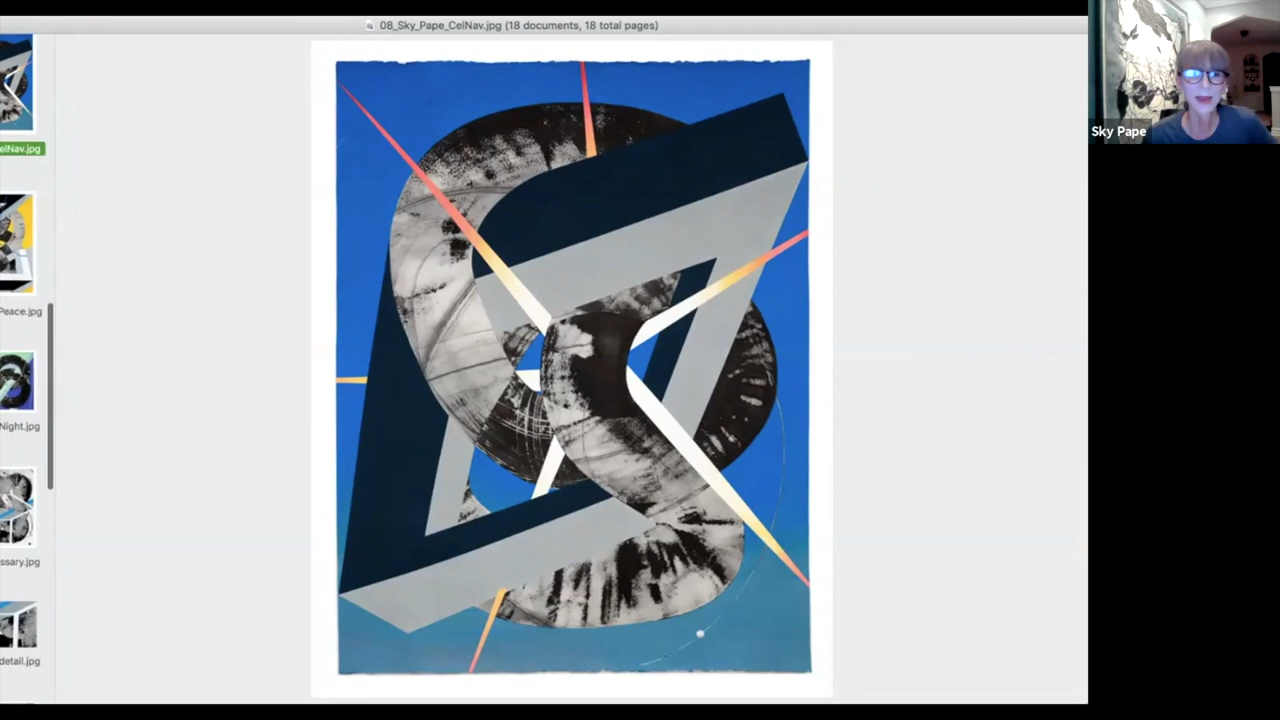 08_Sky_Pape_CelNav.jpg (18 documents, 18 total pages)
Sky Pape
elNav.jpg
Peace.jpg
Night.jpg
ssary.jpg
detail.jpg